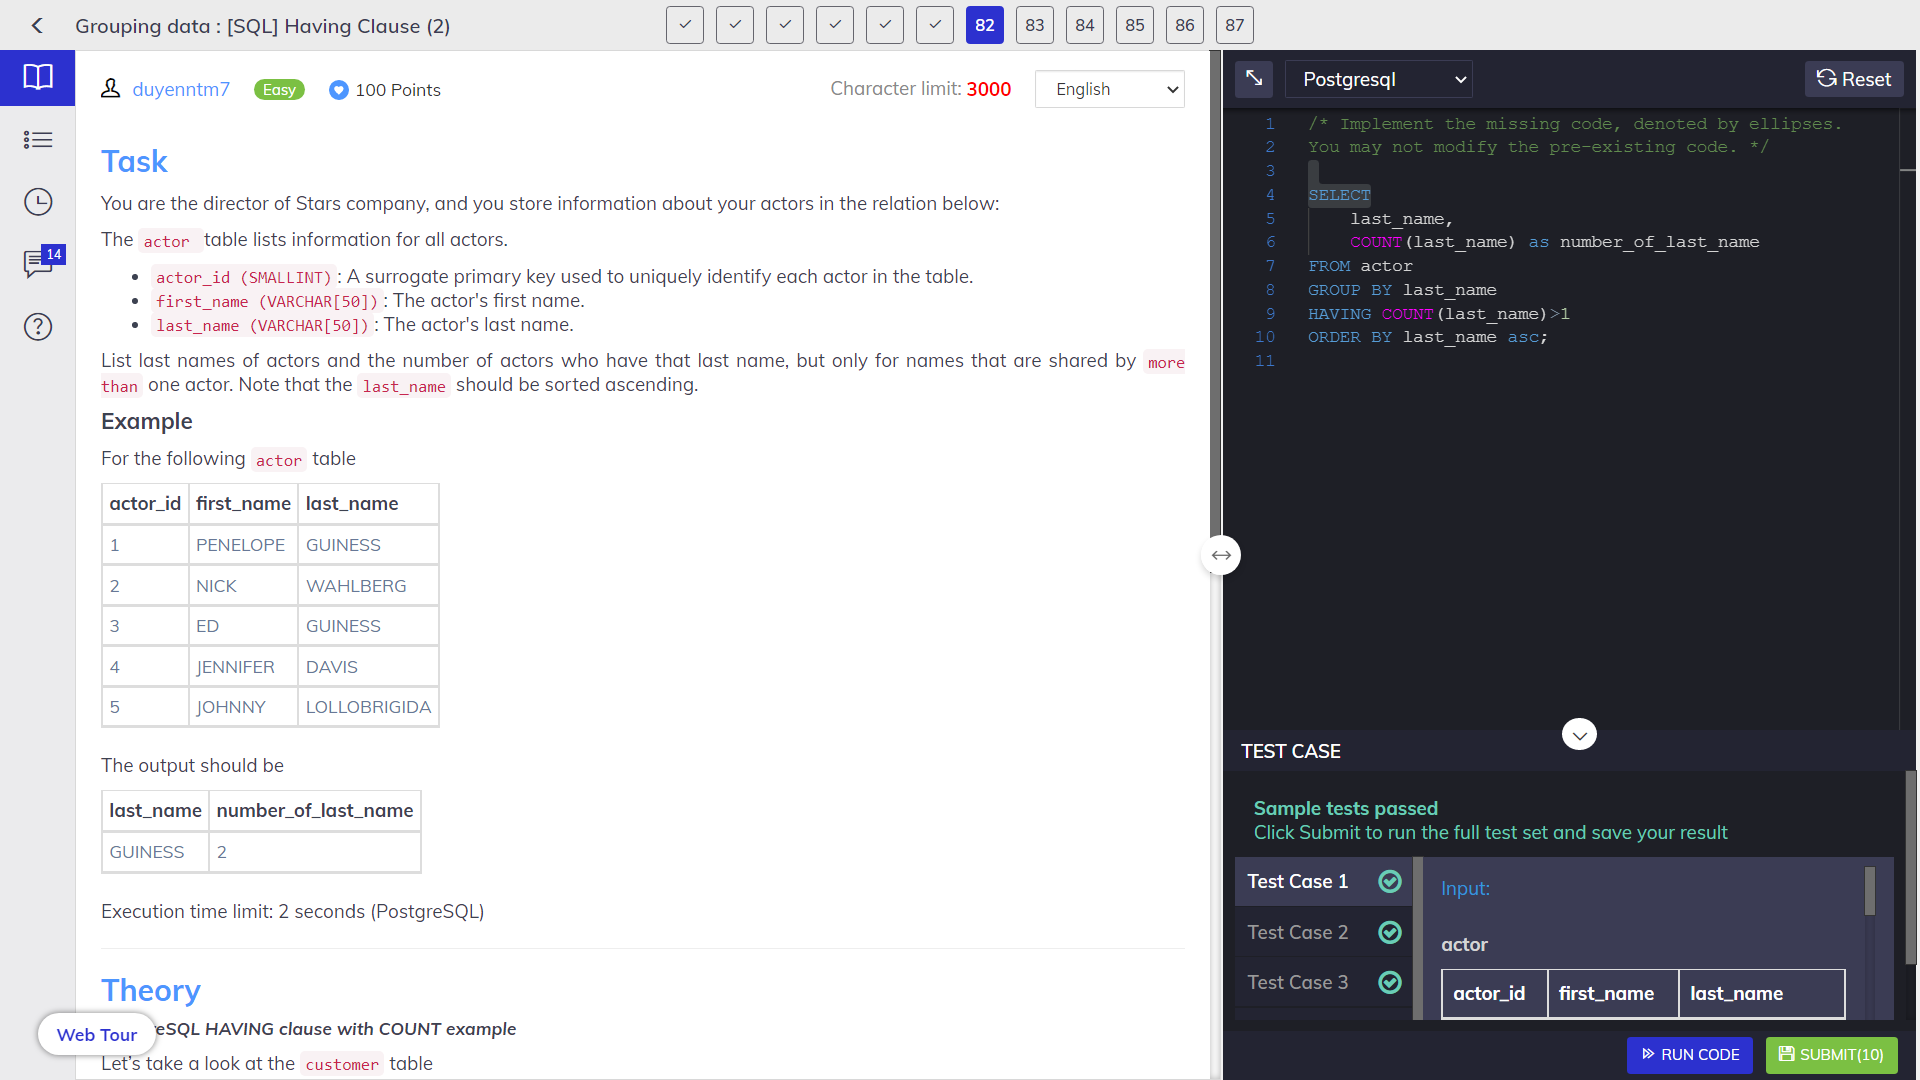 Grouping data : [SQL] Having Clause (2)
82 83 84 85 86 87
duyenntm7 Easy 100 Points Character limit: 3000 English
Task
You are the director of Stars company, and you store information about your actors in the relation below:
The actor table lists information for all actors.
actor_id (SMALLINT) : A surrogate primary key used to uniquely identify each actor in the table.
first_name (VARCHAR[50]) : The actor's first name.
last_name (VARCHAR[50]) : The actor's last name.
List last names of actors and the number of actors who have that last name, but only for names that are shared by more
than one actor. Note that the last_name should be sorted ascending.
Example
For the following actor table
actor_id first_name last_name
1 PENELOPE GUINESS
2 NICK WAHLBERG
3 ED GUINESS
4 JENNIFER DAVIS
5 JOHNNY LOLLOBRIGIDA
The output should be
last_name number_of_last_name
GUINESS 2
Execution time limit: 2 seconds (PostgreSQL)
Theory
eSQL HAVING clause with COUNT example
Let's take a look at the customer table
14
Web Tour
Postgresql
Reset
1 /* Implement the missing code, denoted by ellipses.
2 You may not modify the pre-existing code. */
3
4 SELECT
5 last_name,
6 COUNT(last_name) as number_of_last_name
7 FROM actor
8 GROUP BY last_name
9 HAVING COUNT(last_name)>1
10 ORDER BY last_name asc;
11
TEST CASE
Sample tests passed
Click Submit to run the full test set and save your result
Test Case 1
Test Case 2
Test Case 3
Input:
actor
actor_id first_name last_name
RUN CODE SUBMIT(10)